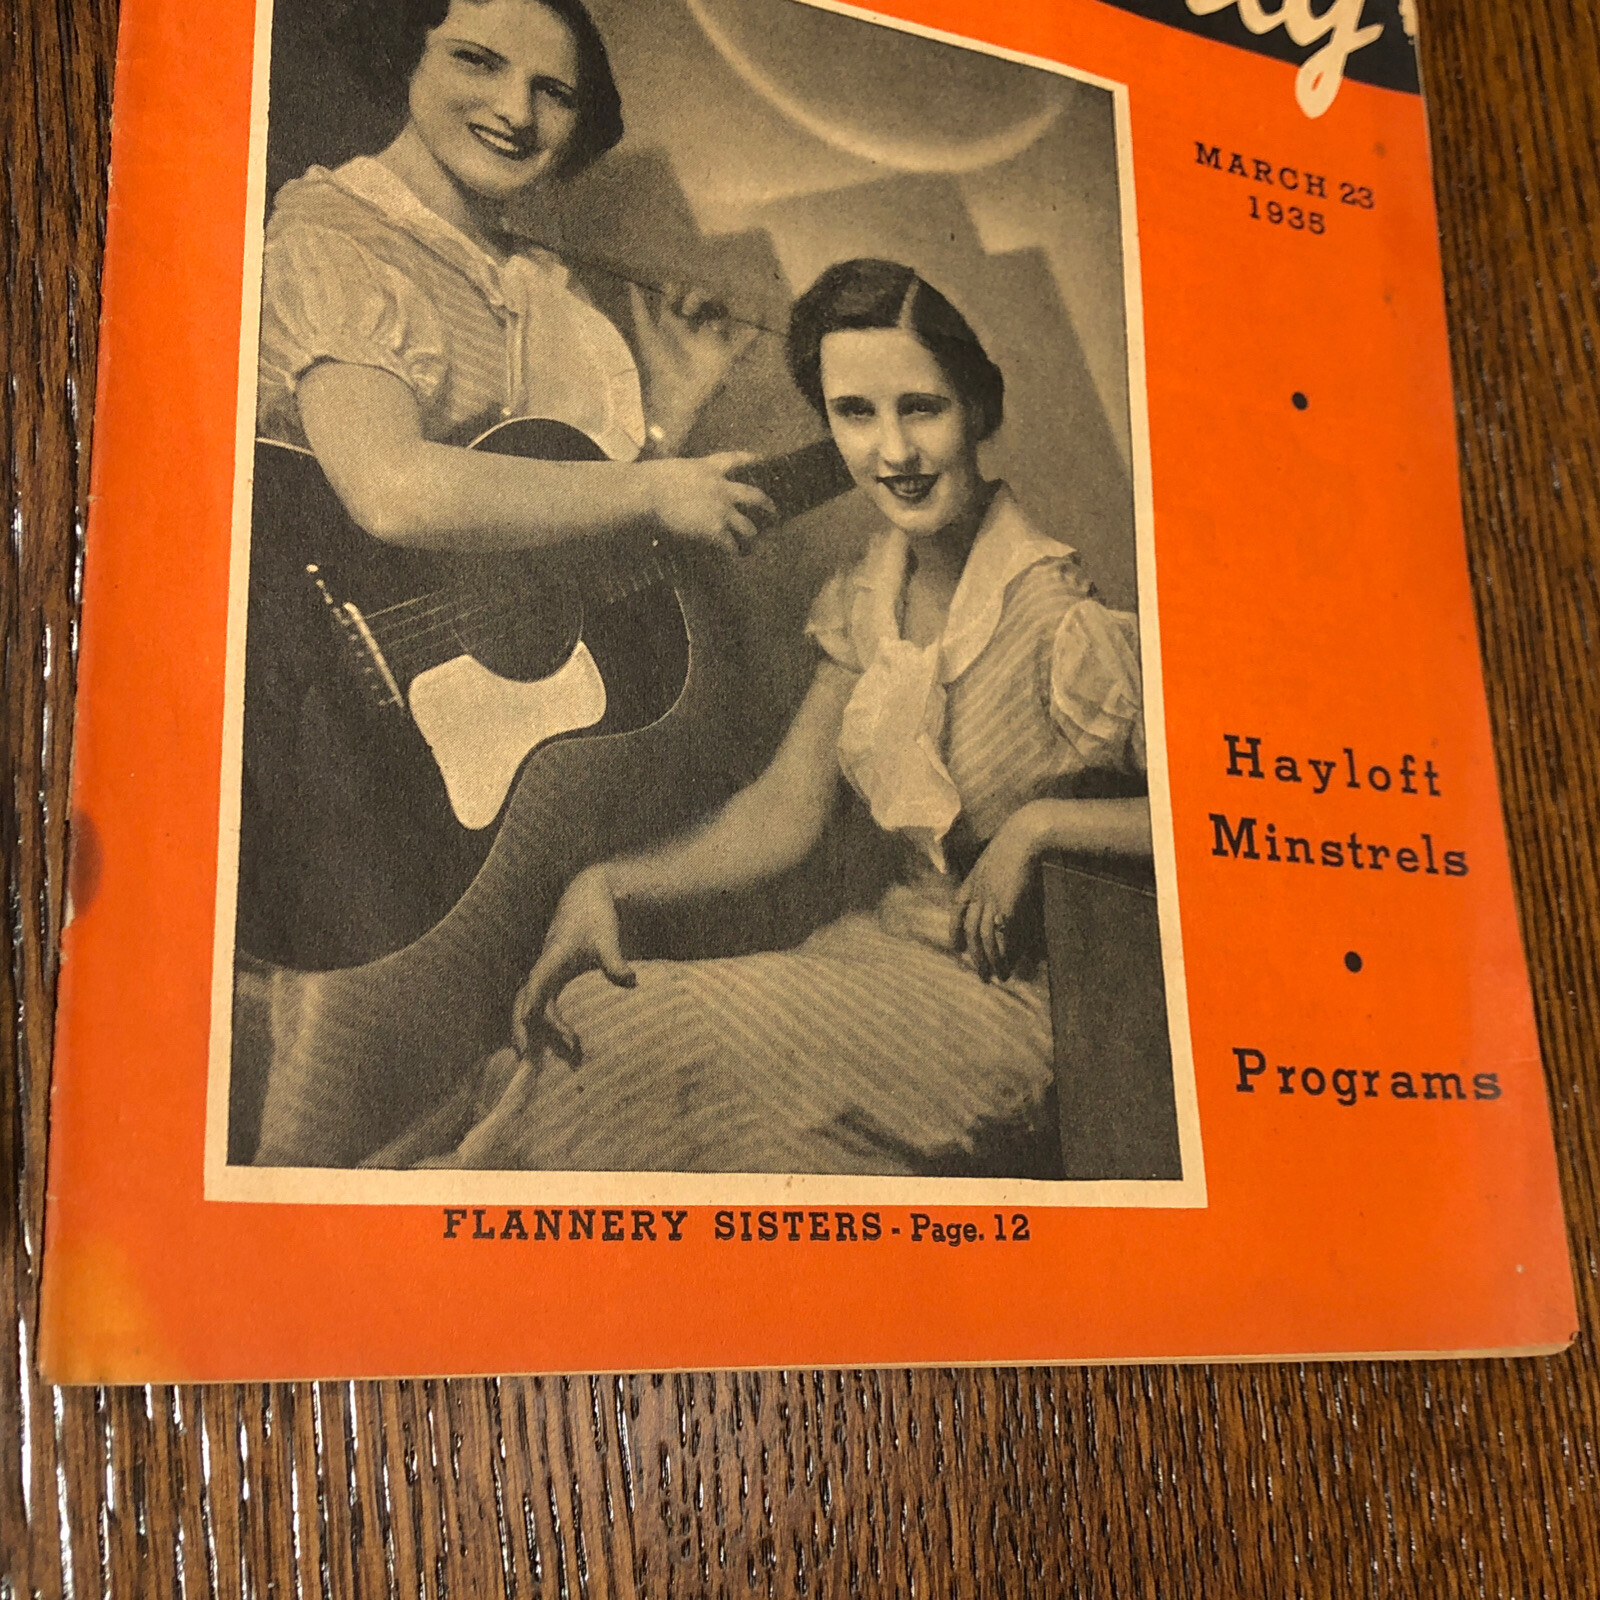 MARCH 23
1935
Hayloft
Minstrels
Programs
FLANNERY SISTERS - Page. 12